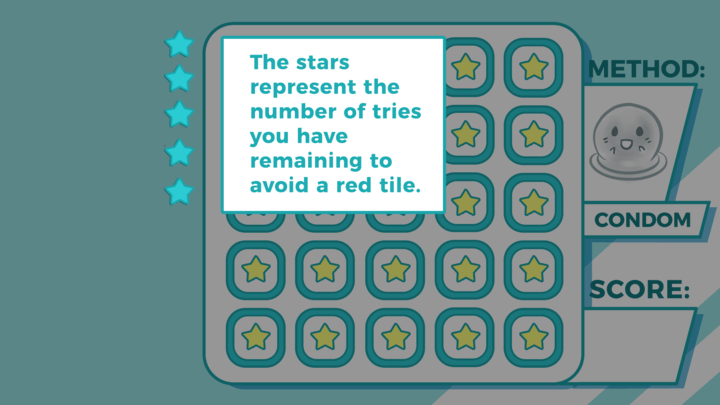 The stars
represent the
number of tries
you have
remaining to
avoid a red tile.
METHOD:
CONDOM
SCORE: